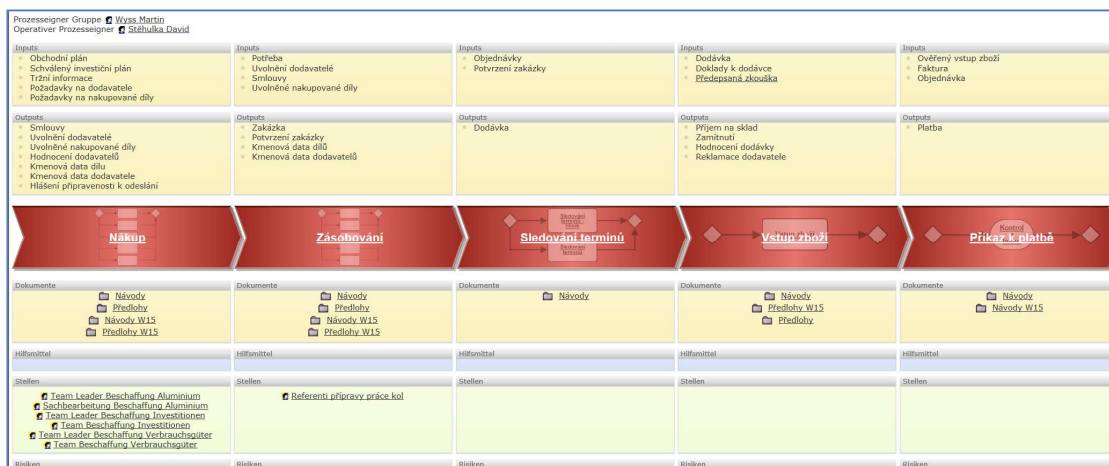 Prozesseigner Gruppe Wyss Martin
Operativer Prozesseigner Stěhulka David
Inputs
Obchodní plán
Schválený investiční plán
Tržní informace
Požadavky na dodavatele
Požadavky na nakupované díly
Inputs
Potřeba
Uvolnění dodavatelé
Smlouvy
Uvolněné nakupované díly
Inputs
Objednávky
Potvrzení zakázky
Inputs
Dodávka
Doklady k dodávce
Předepsaná zkouška
Inputs
Ověřený vstup zboží
Faktura
Objednávka
Outputs
Smlouvy
Uvolnění dodavatelé
Uvolněné nakupované díly
Hodnocení dodavatelů
Kmenová data dílu
Kmenová data dodavatele
Hlášení připravenosti k odeslání
Outputs
Zakázka
Potvrzení zakázky
Kmenová data dílů
Kmenová data dodavatelů
Outputs
Dodávka
Outputs
Příjem na sklad
Zamítnutí
Hodnocení dodávky
Reklamace dodavatele
Outputs
Platba
Nákup
Zásobování
Sledování termínů -
Sledování termínů
Sledování
termínů
Vstup zboží
Kontrol
Příkaz k platbě
Dokumente
Návody
Předlohy
Návody W15
Předlohy W15
Dokumente
Návody
Předlohy
Návody W15
Předlohy W15
Dokumente
Návody
Dokumente
Návody
Předlohy W15
Předlohy
Dokumente
Návody
Návody W15
Hilfsmittel
Hilfsmittel
Hilfsmittel
Hilfsmittel
Hilfsmittel
Stellen
Team Leader Beschaffung Aluminium
Sachbearbeitung Beschaffung Aluminium
Team Leader Beschaffung Investitionen
Team Beschaffung Investitionen
Team Leader Beschaffung Verbrauchsgüter
Team Beschaffung Verbrauchsgüter
Stellen
Referenti přípravy práce kol
Stellen
Stellen
Stellen
Risiken
Risiken
Risiken
Risiken
Risiken